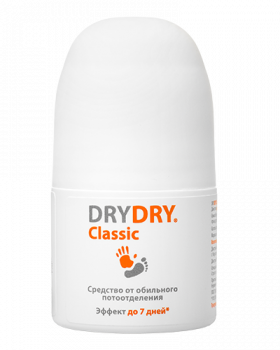 DRYDRY®
Classic
Средство от обильного
потоотделения
Эффект до 7 дней*